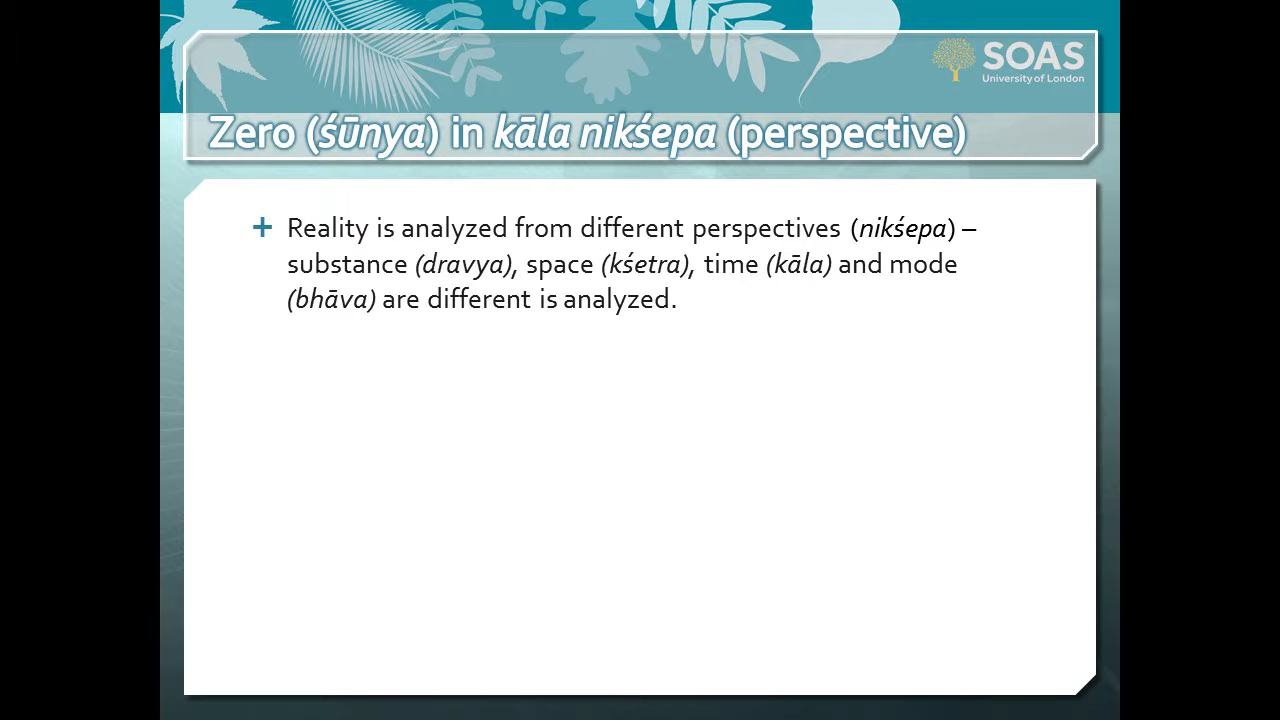 SOAS
University of London
Zero (śūnya) in kāla nikśepa (perspective)
+ Reality is analyzed from different perspectives (nikśepa) –
substance (dravya), space (kśetra), time (kāla) and mode
(bhāva) are different is analyzed.